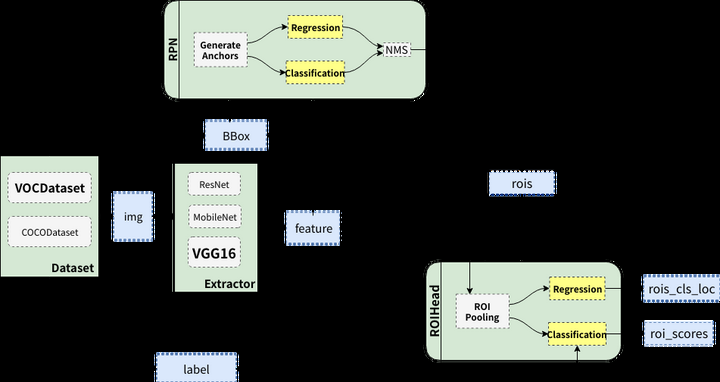 RPN
Generate
Anchors
Regression
Classification
NMS
BBox
VOCDataset
COCODataset
Dataset
img
ResNet
MobileNet
VGG16
Extractor
feature
rois
ROIHead
ROI
Pooling
Regression
Classification
rois_cls_loc
roi_scores
label